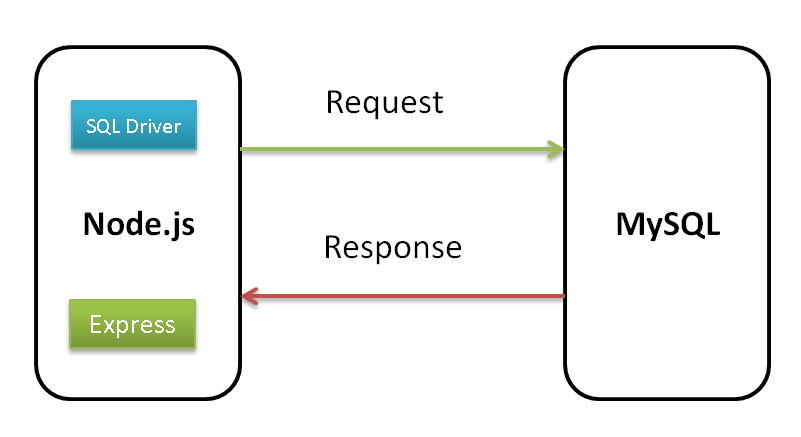 SQL Driver
Node.js
Express
Request
Response
MySQL